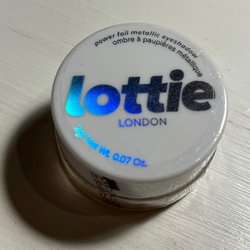 power foil metallic eyeshadow
ombre à paupières métallique
lottie
LONDON
Net Wt. 0.07 Oz.